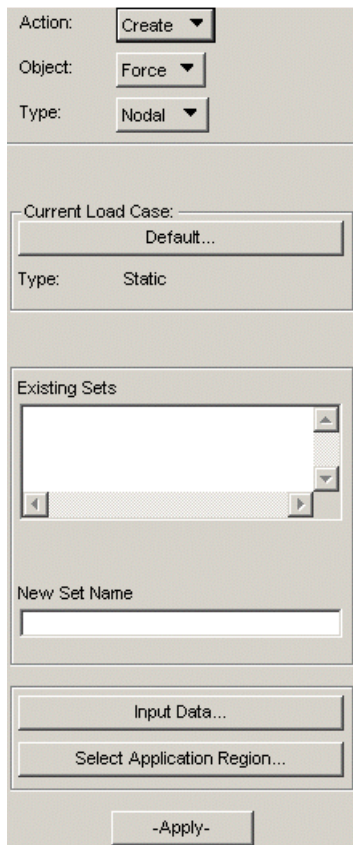 Action: Create
Object: Force
Type: Nodal
Current Load Case:
Default...
Type: Static
Existing Sets
New Set Name
Input Data...
Select Application Region...
-Apply-